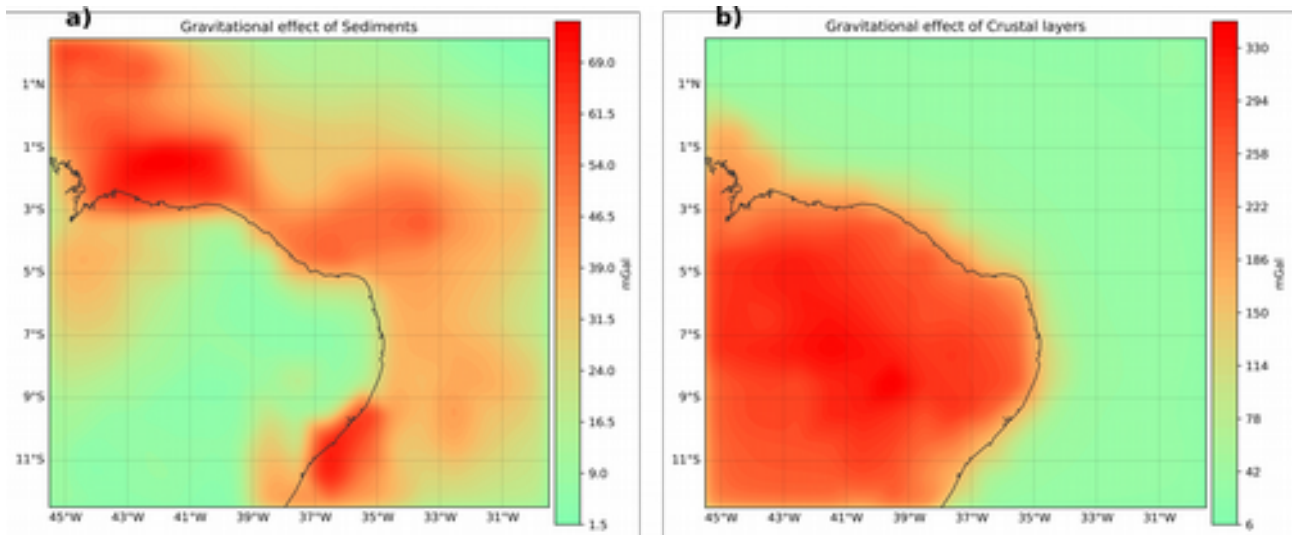 a)
Gravitational effect of Sediments
1°N
1°S
3°S
5°S
7°S
9°S
11°S
45°W 43°W 41°W 39°W 37°W 35°W 33°W 31°W
69.0
61.5
54.0
46.5
39.0
31.5
24.0
16.5
9.0
1.5
mGal
b)
Gravitational effect of Crustal layers
1°N
1°S
3°S
5°S
7°S
9°S
11°S
45°W 43°W 41°W 39°W 37°W 35°W 33°W 31°W
330
294
258
222
186
150
114
78
42
6
mGal